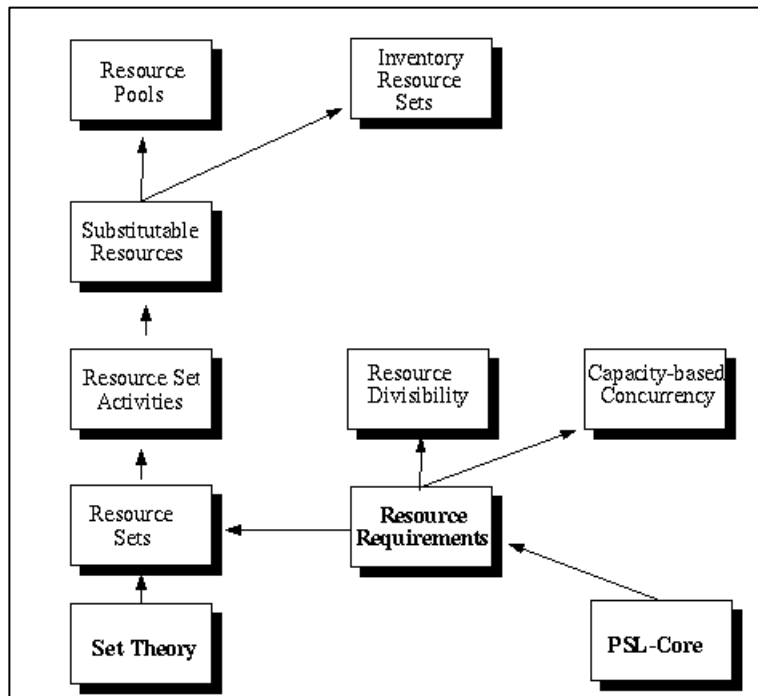 Resource
Pools
Inventory
Resource
Sets
Substitutable
Resources
Resource Set
Activities
Resource
Divisibility
Capacity-based
Concurrency
Resource
Sets
Resource
Requirements
Set Theory
PSL-Core